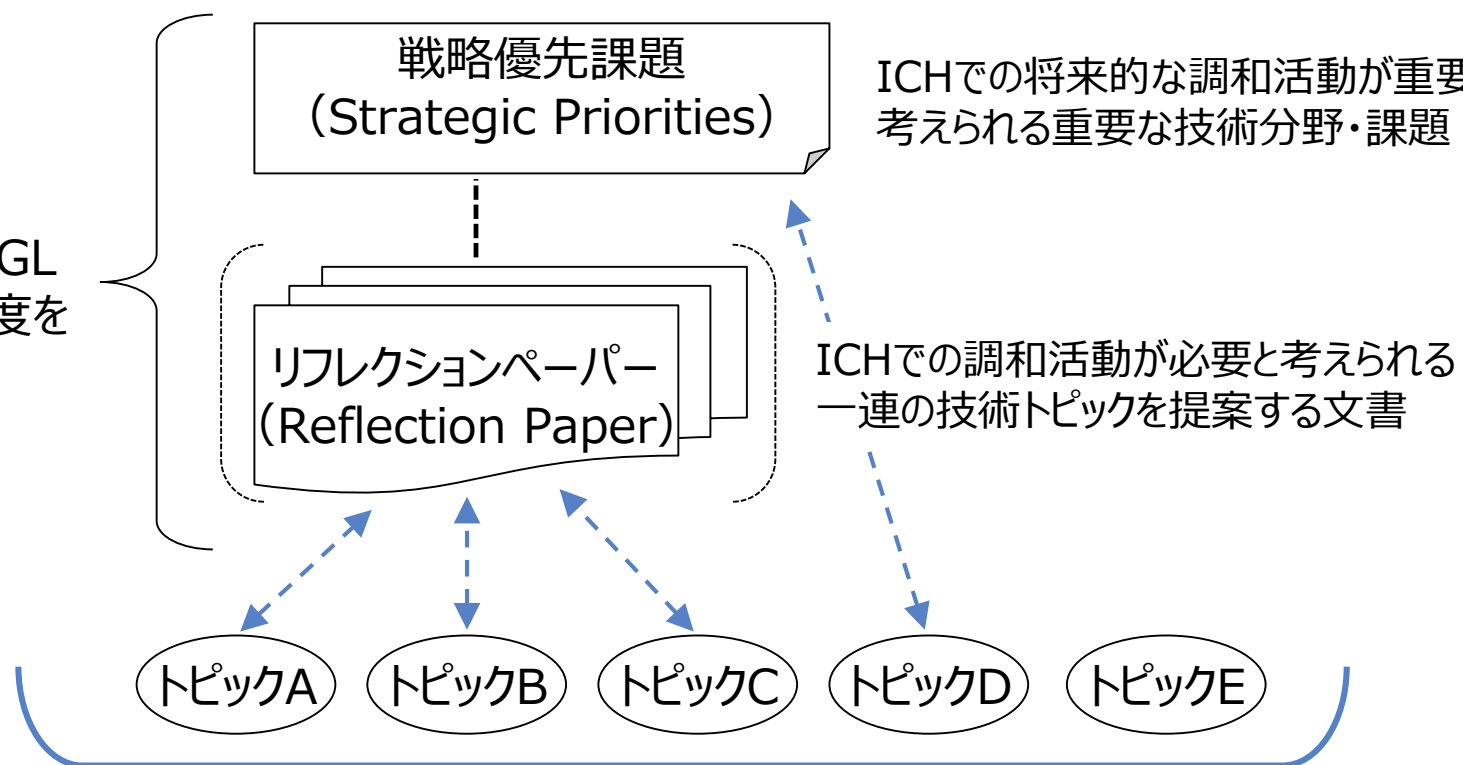 戦略優先課題
（Strategic Priorities）
ICHでの将来的な調和活動が重要
考えられる重要な技術分野・課題
GL
度を
リフレクションペーパー
（Reflection Paper）
ICHでの調和活動が必要と考えられる
一連の技術トピックを提案する文書
トピックA
トピックB
トピックC
トピックD
トピックE